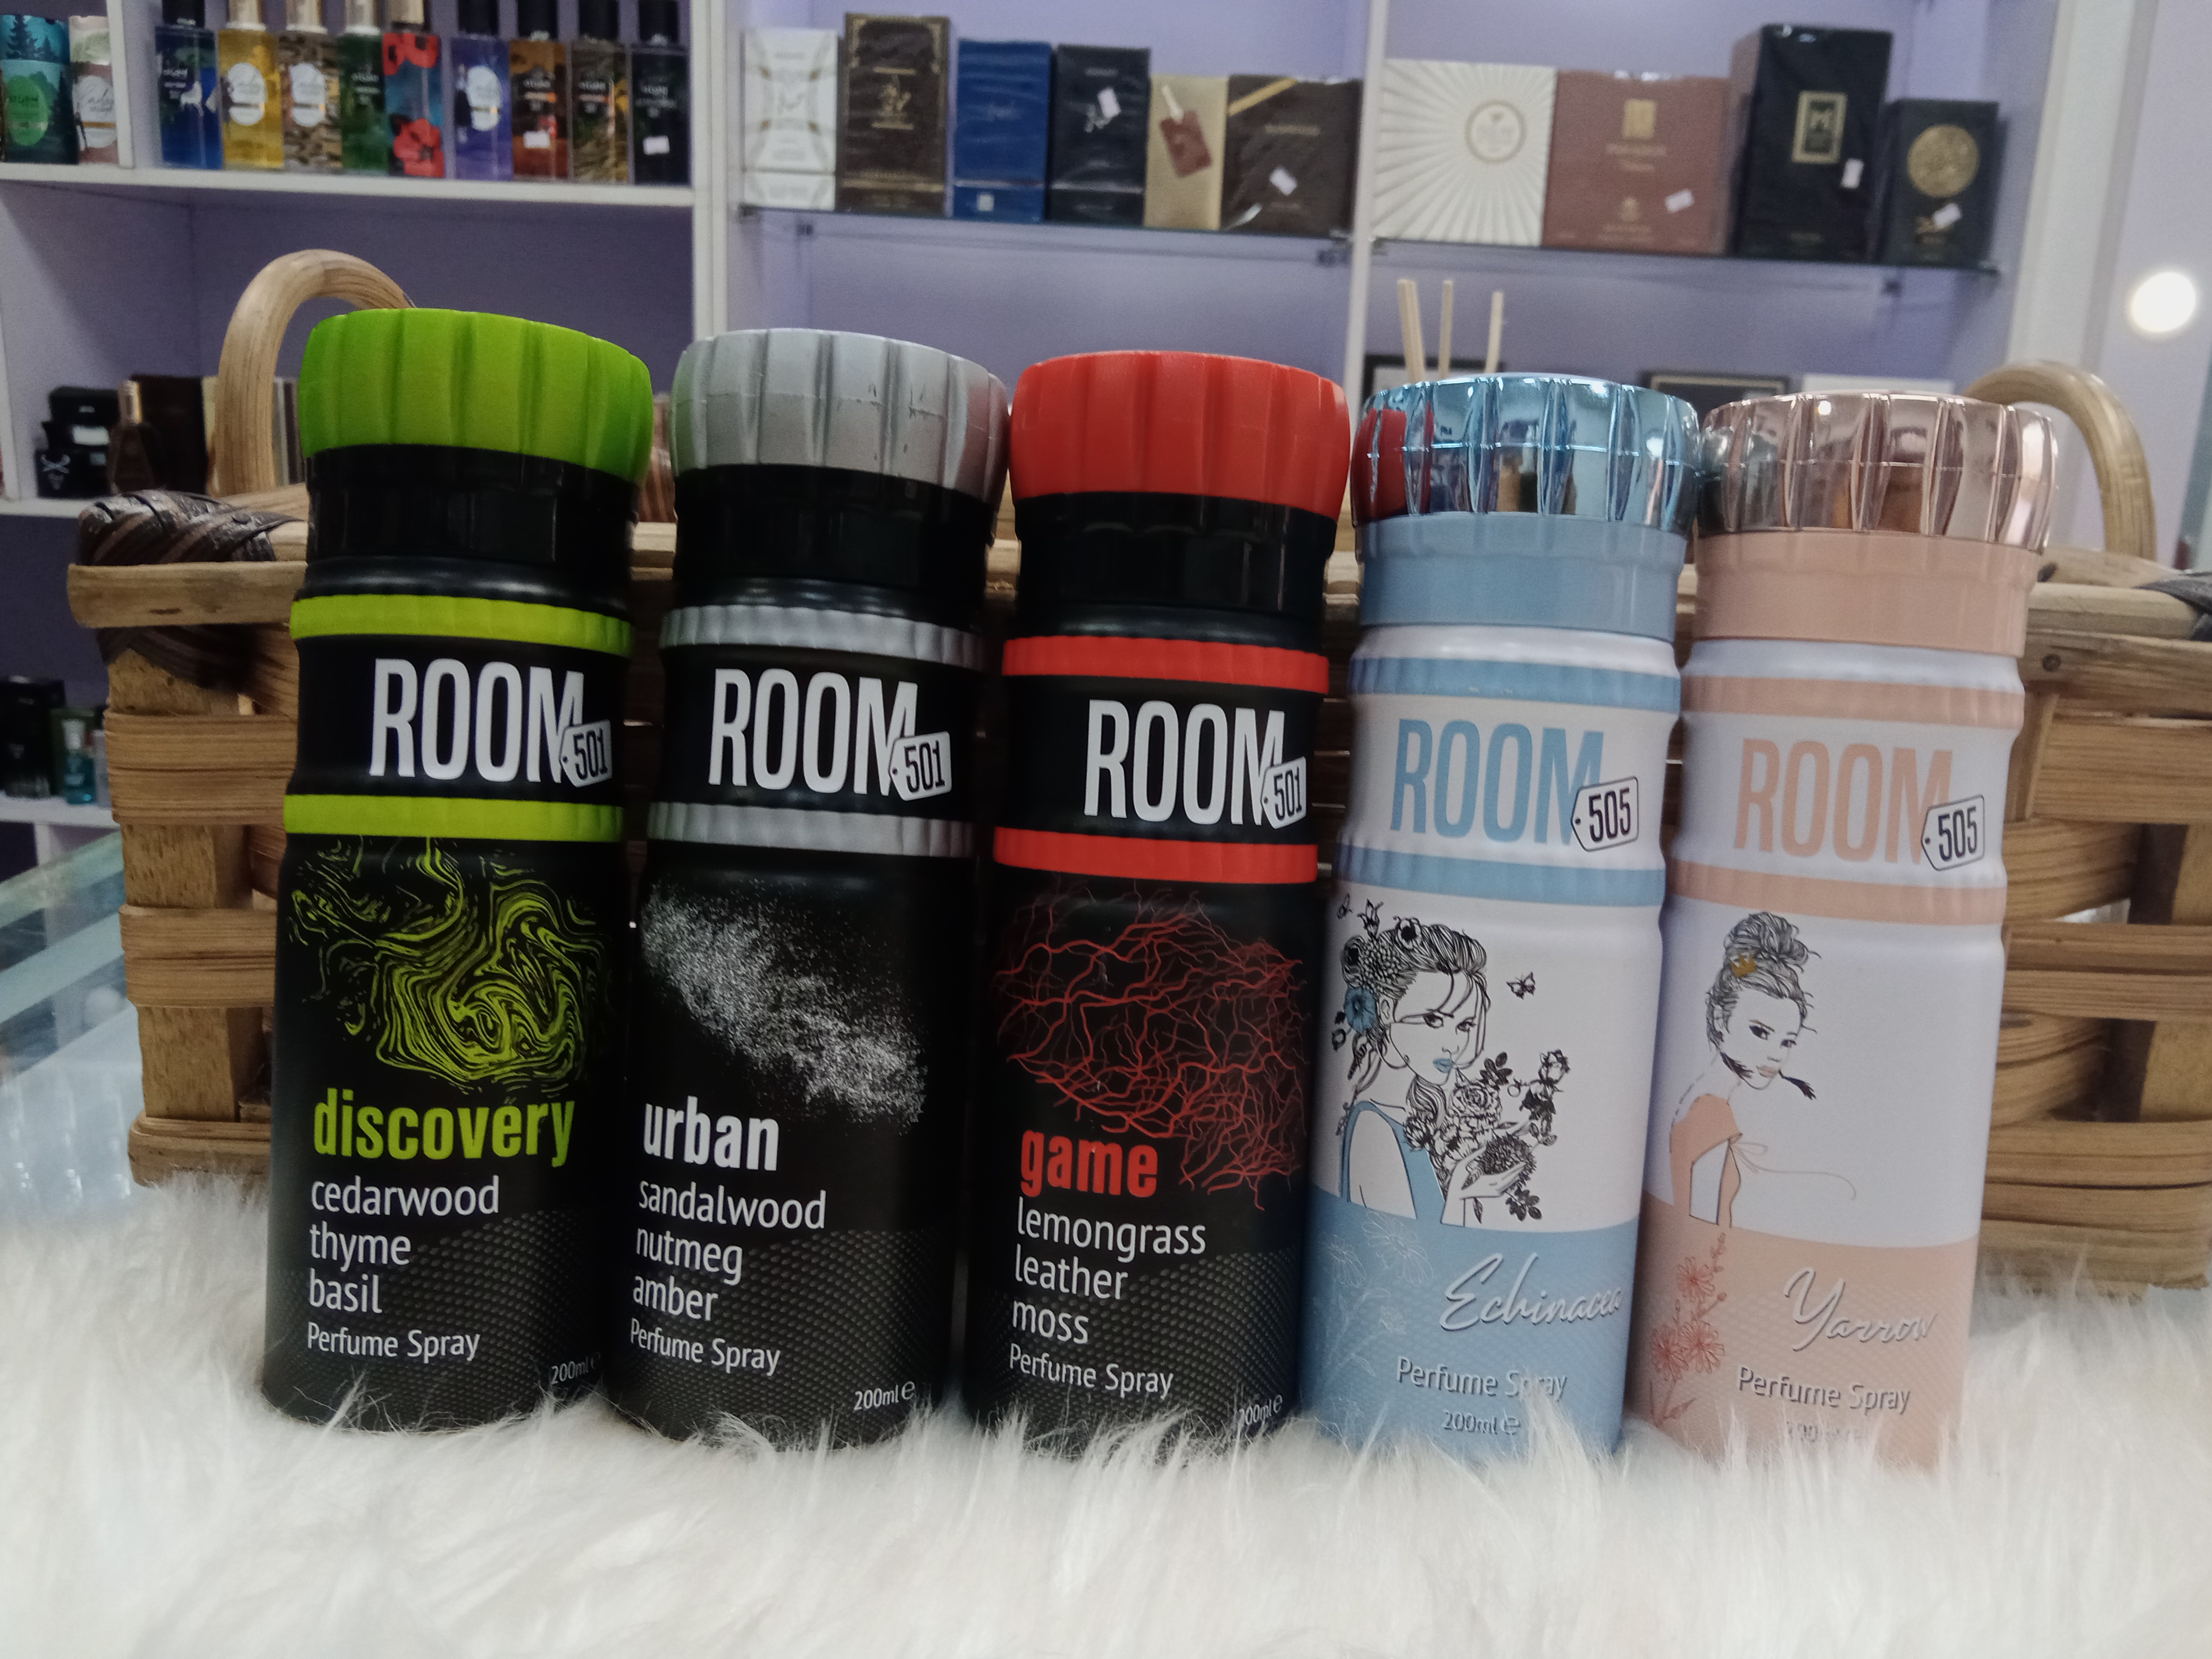 ROOM
501
discovery
cedarwood
thyme
basil
Perfume Spray
200ml e
ROOM
501
urban
sandalwood
nutmeg
amber
Perfume Spray
200ml e
ROOM
501
game
lemongrass
leather
moss
Perfume Spray
200ml e
ROOM
505
Echinacea
Perfume Spray
200ml e
ROOM
505
Yarrow
Perfume Spray